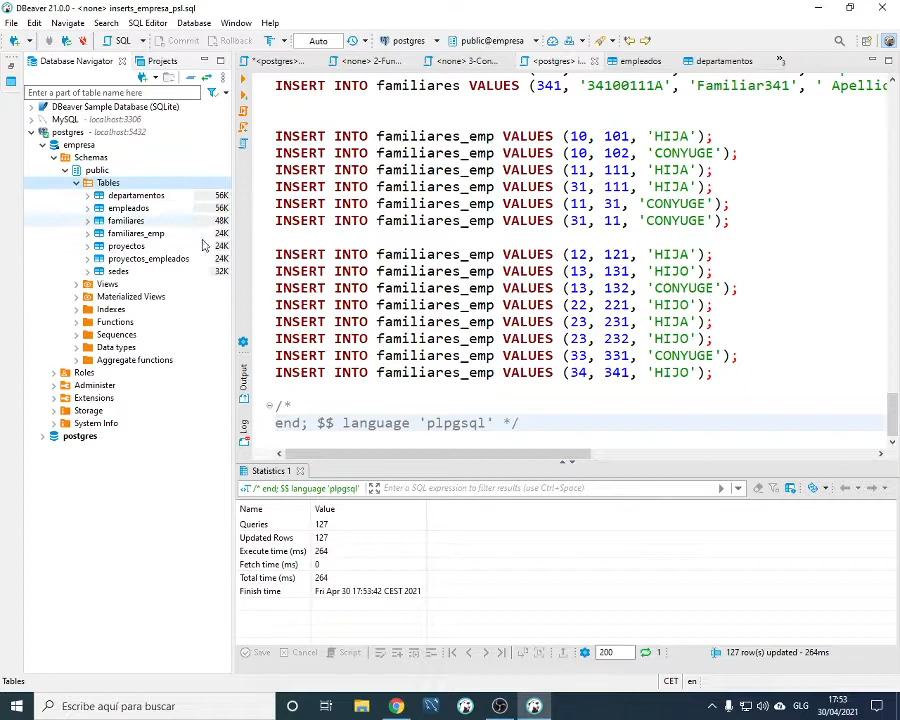 DBeaver 21.0.0 - <none> inserts_empresa_psl.sql
File Edit Navigate Search SQL Editor Database Window Help
SQL Commit Rollback Auto postgres public@empresa
Database Navigator Projects
*<postgres>... <none> 2-Fun... <none> 3-Con... <postgres> i... empleados departamentos
Enter a part of table name here
DBeaver Sample Database (SQLite)
MySQL - localhost:3306
postgres - localhost:5432
empresa
Schemas
public
Tables
departamentos 56K
empleados 56K
familiares 48K
familiares_emp 24K
proyectos 24K
proyectos_empleados 24K
sedes 32K
Views
Materialized Views
Indexes
Functions
Sequences
Data types
Aggregate functions
Roles
Administer
Extensions
Storage
System Info
postgres
INSERT INTO familiares VALUES (341, '34100111A', 'Familiar341', ' Apellic
INSERT INTO familiares_emp VALUES (10, 101, 'HIJA');
INSERT INTO familiares_emp VALUES (10, 102, 'CONYUGE');
INSERT INTO familiares_emp VALUES (11, 111, 'HIJA');
INSERT INTO familiares_emp VALUES (31, 111, 'HIJA');
INSERT INTO familiares_emp VALUES (11, 31, 'CONYUGE');
INSERT INTO familiares_emp VALUES (31, 11, 'CONYUGE');
INSERT INTO familiares_emp VALUES (12, 121, 'HIJA');
INSERT INTO familiares_emp VALUES (13, 131, 'HIJO');
INSERT INTO familiares_emp VALUES (13, 132, 'CONYUGE');
INSERT INTO familiares_emp VALUES (22, 221, 'HIJO');
INSERT INTO familiares_emp VALUES (23, 231, 'HIJA');
INSERT INTO familiares_emp VALUES (23, 232, 'HIJO');
INSERT INTO familiares_emp VALUES (33, 331, 'CONYUGE');
INSERT INTO familiares_emp VALUES (34, 341, 'HIJO');
/*
end; $$ language 'plpgsql' */
Output
Log
Statistics 1
/* end; $$ language 'plpgsql' Enter a SQL expression to filter results (use Ctrl+Space)
Name Value
Queries 127
Updated Rows 127
Execute time (ms) 264
Fetch time (ms) 0
Total time (ms) 264
Finish time Fri Apr 30 17:53:42 CEST 2021
Save Cancel Script 200 1 127 row(s) updated - 264ms
Tables CET en
Escribe aquí para buscar GLG 17:53
30/04/2021